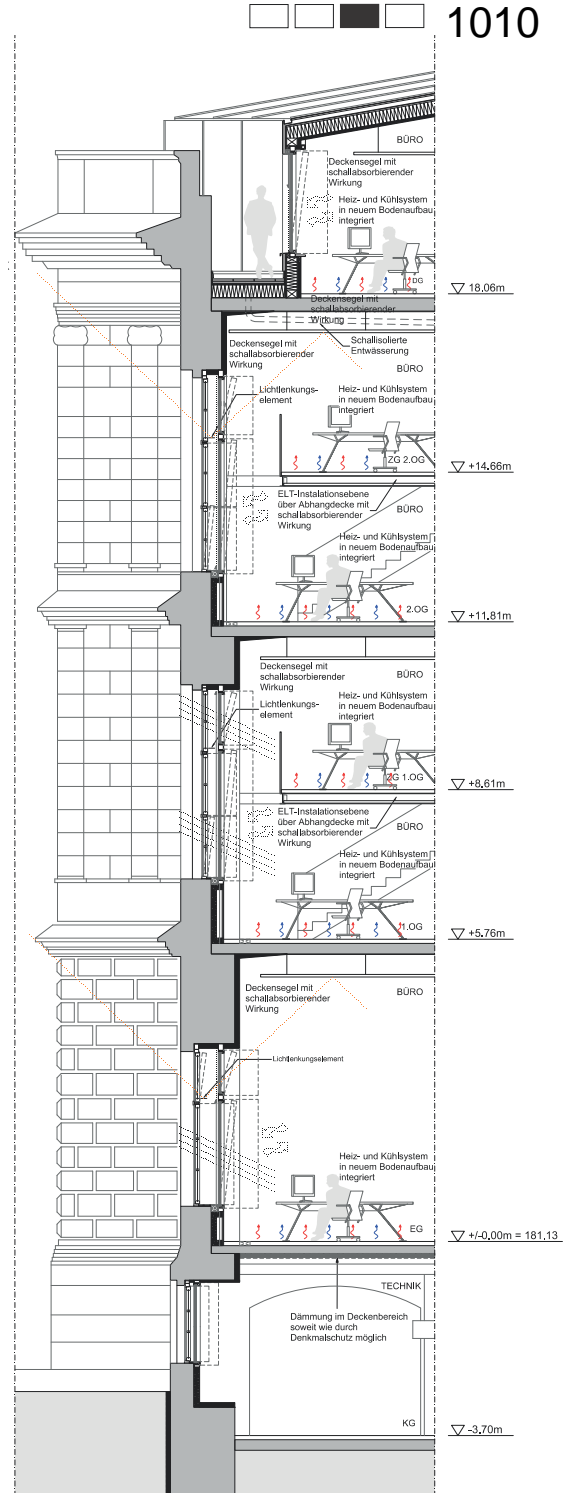 1010
BÜRO
Deckensegel mit
schallabsorbierender
Wirkung
Heiz- und Kühlsystem
in neuem Bodenaufbau
integriert
DG
18.06m
Deckensegel mit
schallabsorbierender
Wirkung
Deckensegel mit
schallabsorbierender
Wirkung
Schallisolierte
Entwässerung
BÜRO
Lichtlenkungs-
element
Heiz- und Kühlsystem
in neuem Bodenaufbau
integriert
ZG 2.OG
+14.66m
ELT-Instalationsebene
über Abhangdecke mit
schallabsorbierender
Wirkung
BÜRO
Heiz- und Kühlsystem
in neuem Bodenaufbau
integriert
2.OG
+11.81m
Deckensegel mit
schallabsorbierender
Wirkung
BÜRO
Lichtlenkungs-
element
Heiz- und Kühlsystem
in neuem Bodenaufbau
integriert
ZG 1.OG
+8,61m
ELT-Instalationsebene
über Abhangdecke mit
schallabsorbierender
Wirkung
BÜRO
Heiz- und Kühlsystem
in neuem Bodenaufbau
integriert
1.OG
+5.76m
Deckensegel mit
schallabsorbierender
Wirkung
BÜRO
Lichtlenkungselement
Heiz- und Kühlsystem
in neuem Bodenaufbau
integriert
EG
+/-0,00m = 181,13
TECHNIK
Dämmung im Deckenbereich
soweit wie durch
Denkmalschutz möglich
KG
-3.70m